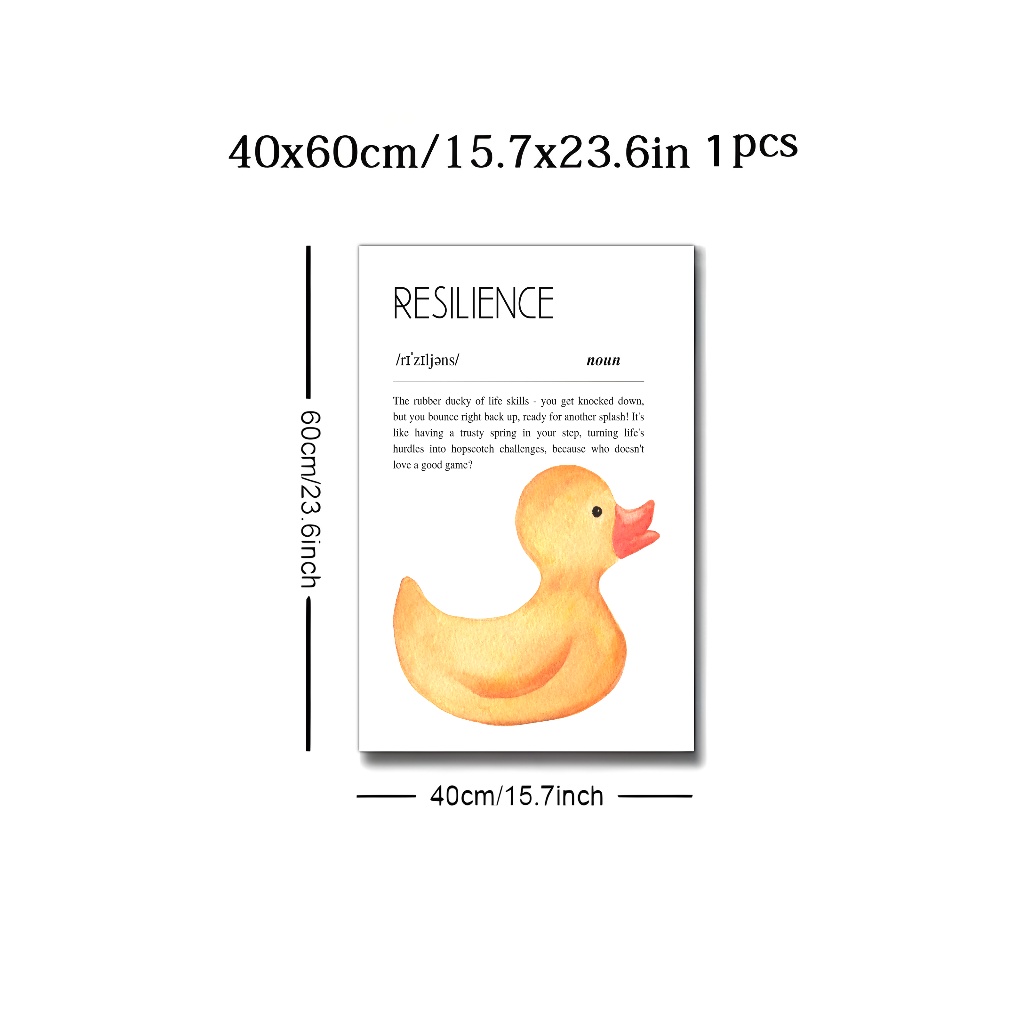 40x60cm/15.7x23.6in 1pcs
RESILIENCE
/rɪˈzɪljəns/ noun
The rubber ducky of life skills - you get knocked down,
but you bounce right back up, ready for another splash! It's
like having a trusty spring in your step, turning life's
hurdles into hopscotch challenges, because who doesn't
love a good game?
60cm/23.6inch
40cm/15.7inch